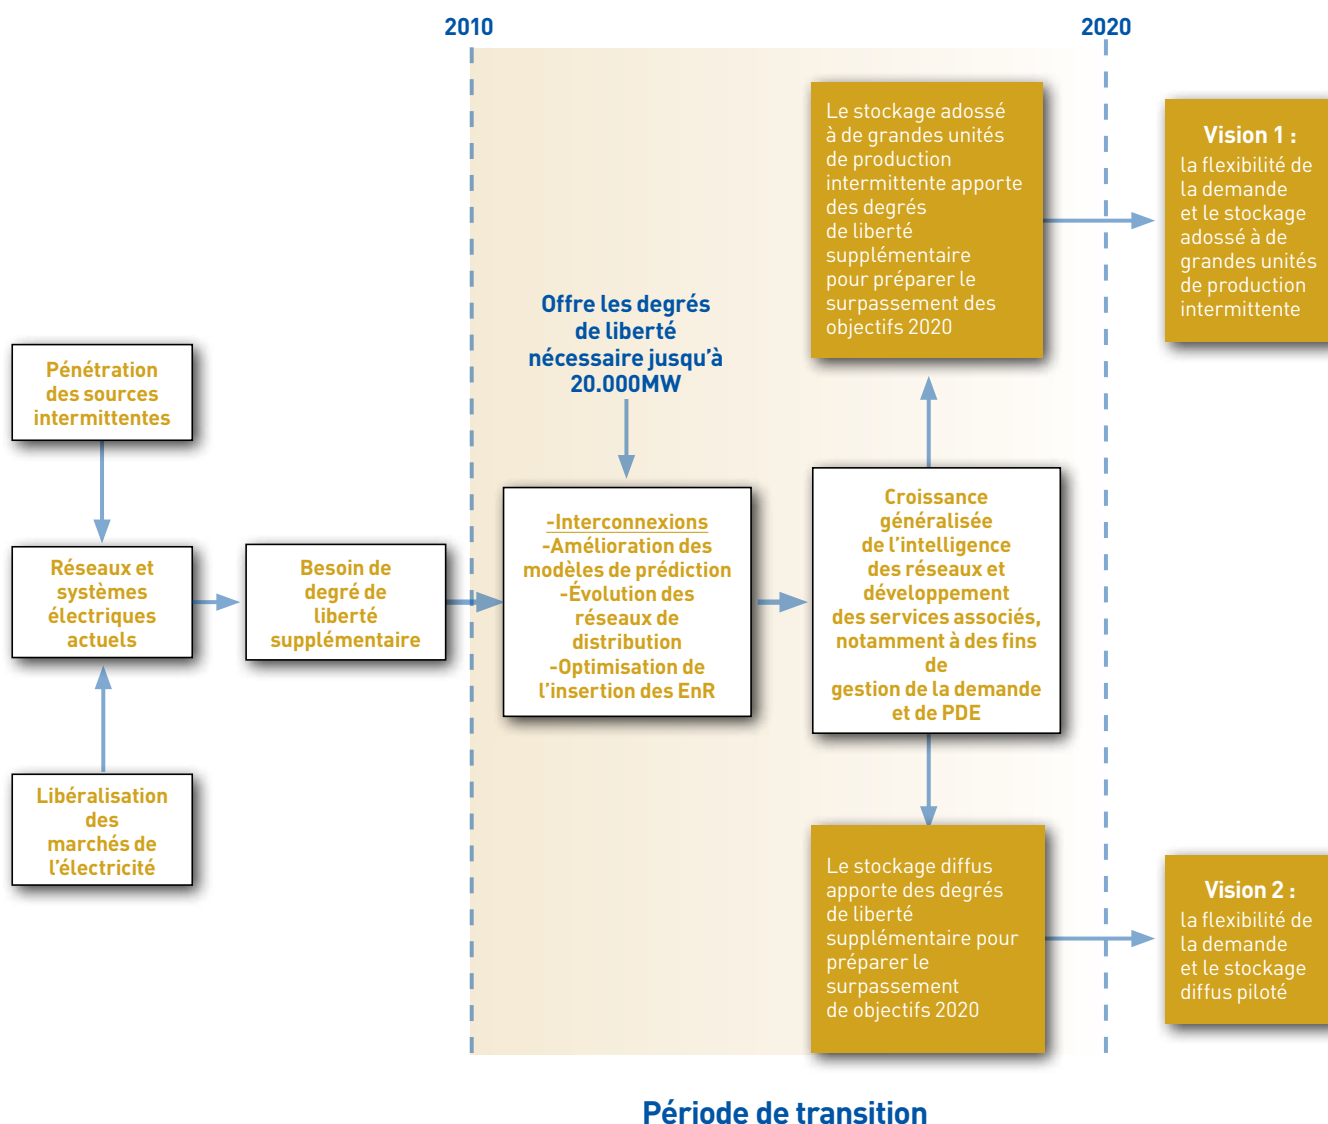 2010
2020
Pénétration
des sources
intermittentes
Réseaux et
systèmes
électriques
actuels
Libéralisation
des
marchés de
l'électricité
Besoin de
degré de
liberté
supplémentaire
Offre les degrés
de liberté
nécessaire jusqu'à
20.000MW
-Interconnexions
-Amélioration des
modèles de prédiction
-Évolution des
réseaux de
distribution
-Optimisation de
l'insertion des EnR
Le stockage adossé
à de grandes unités
de production
intermittente apporte
des degrés
de liberté
supplémentaire
pour préparer le
surpassement des
objectifs 2020
Croissance
généralisée
de l'intelligence
des réseaux et
développement
des services associés,
notamment à des fins
de
gestion de la demande
et de PDE
Le stockage diffus
apporte des degrés
de liberté
supplémentaire pour
préparer le
surpassement
de objectifs 2020
Vision 1 :
la flexibilité de
la demande
et le stockage
adossé à de
grandes unités
de production
intermittente
Vision 2 :
la flexibilité de
la demande
et le stockage
diffus piloté
Période de transition